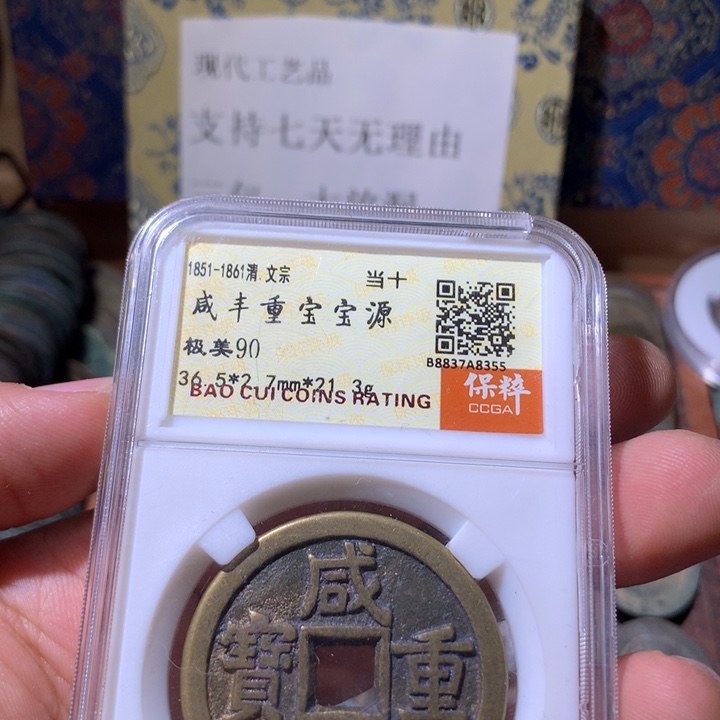 现代工艺品
支持七天无理由
1851-1861清.文宗
当十
咸丰重宝宝源
极美90
B8837A8355
36.5*2.7mm*21.3g
BAO CUI COINS RATING
保粹
CCGA
咸
寶 重